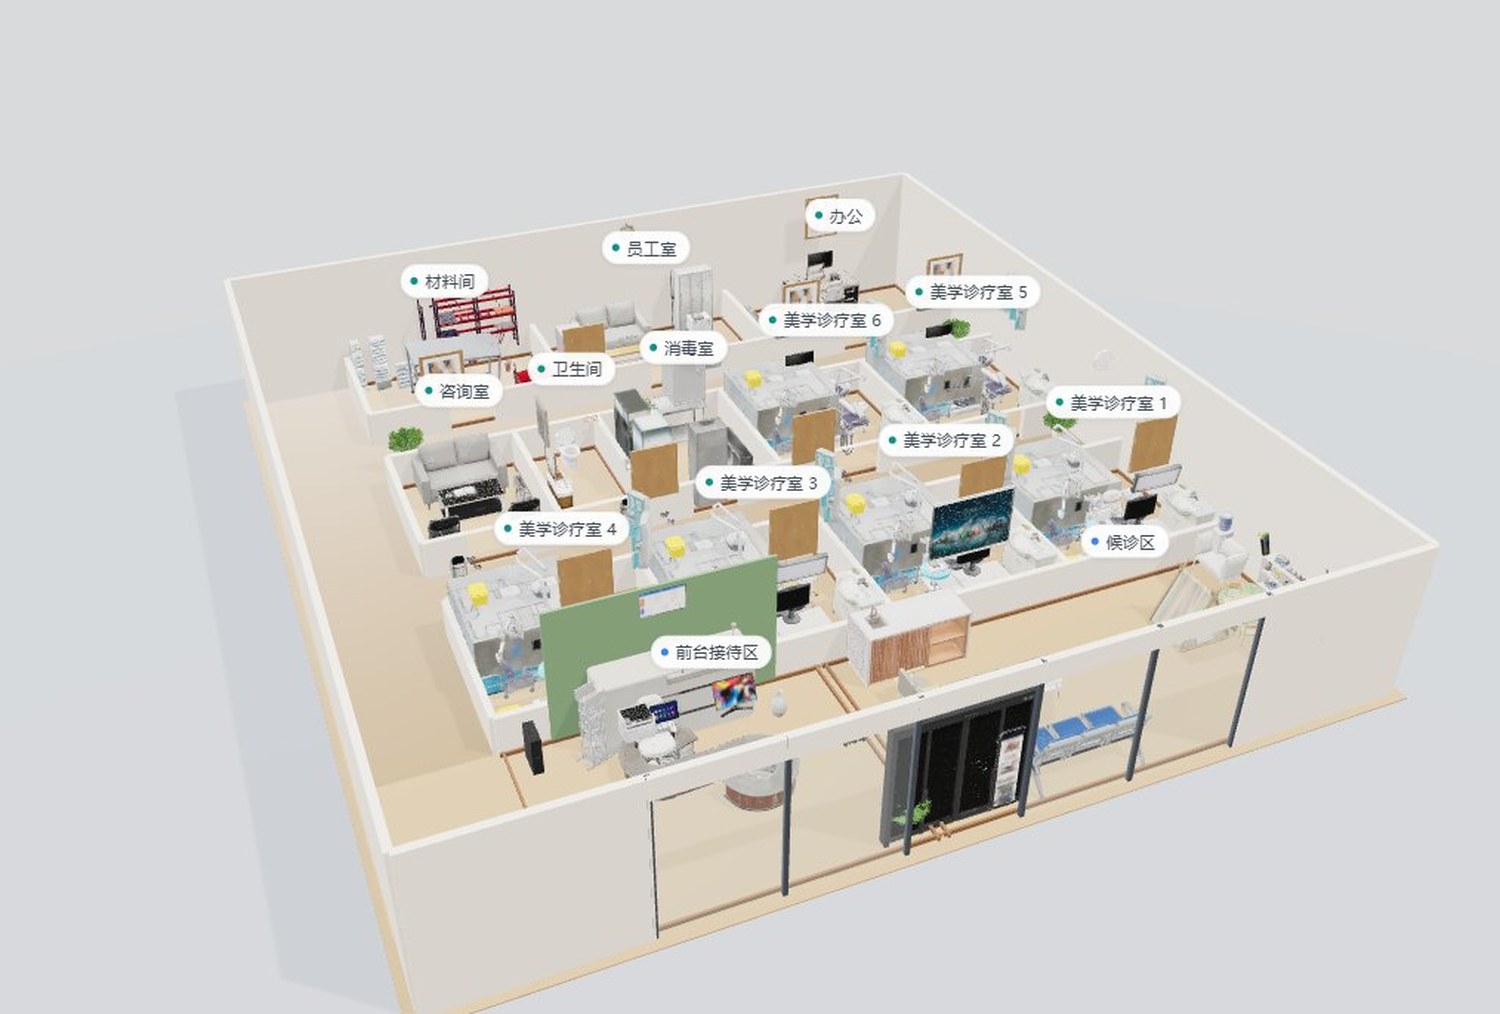 办公
员工室
材料间
美学诊疗室 5
美学诊疗室 6
消毒室
卫生间
咨询室
美学诊疗室 1
美学诊疗室 2
美学诊疗室 3
美学诊疗室 4
候诊区
前台接待区